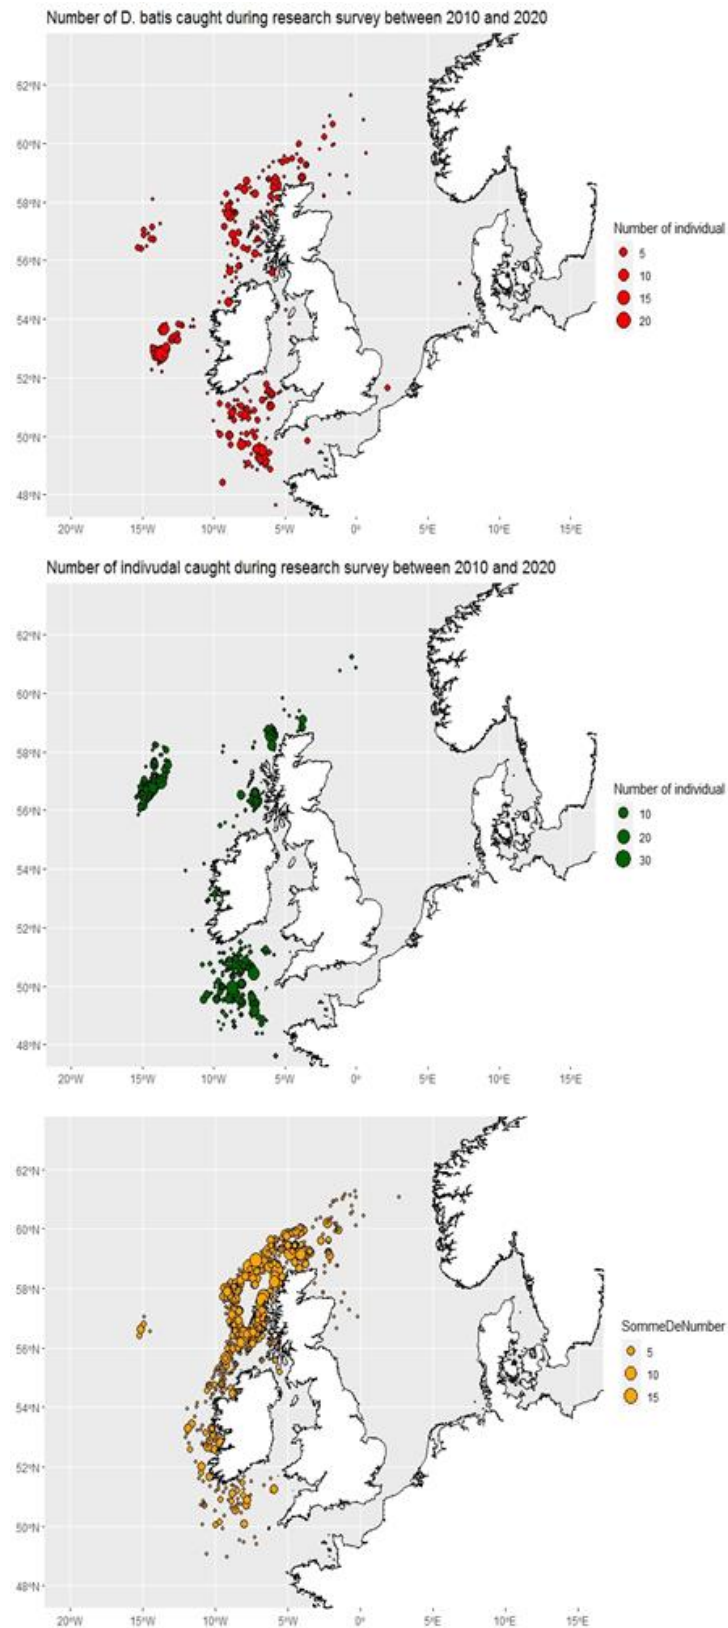 Number of D. batis caught during research survey between 2010 and 2020
62°N
60°N
58°N
56°N
54°N
52°N
50°N
48°N
20°W 15°W 10°W 5°W 0° 5°E 10°E 15°E
Number of individual
5
10
15
20
Number of indivudal caught during research survey between 2010 and 2020
62°N
60°N
58°N
56°N
54°N
52°N
50°N
48°N
20°W 15°W 10°W 5°W 0° 5°E 10°E 15°E
Number of individual
10
20
30
62°N
60°N
58°N
56°N
54°N
52°N
50°N
48°N
20°W 15°W 10°W 5°W 0° 5°E 10°E 15°E
SommeDeNumber
5
10
15